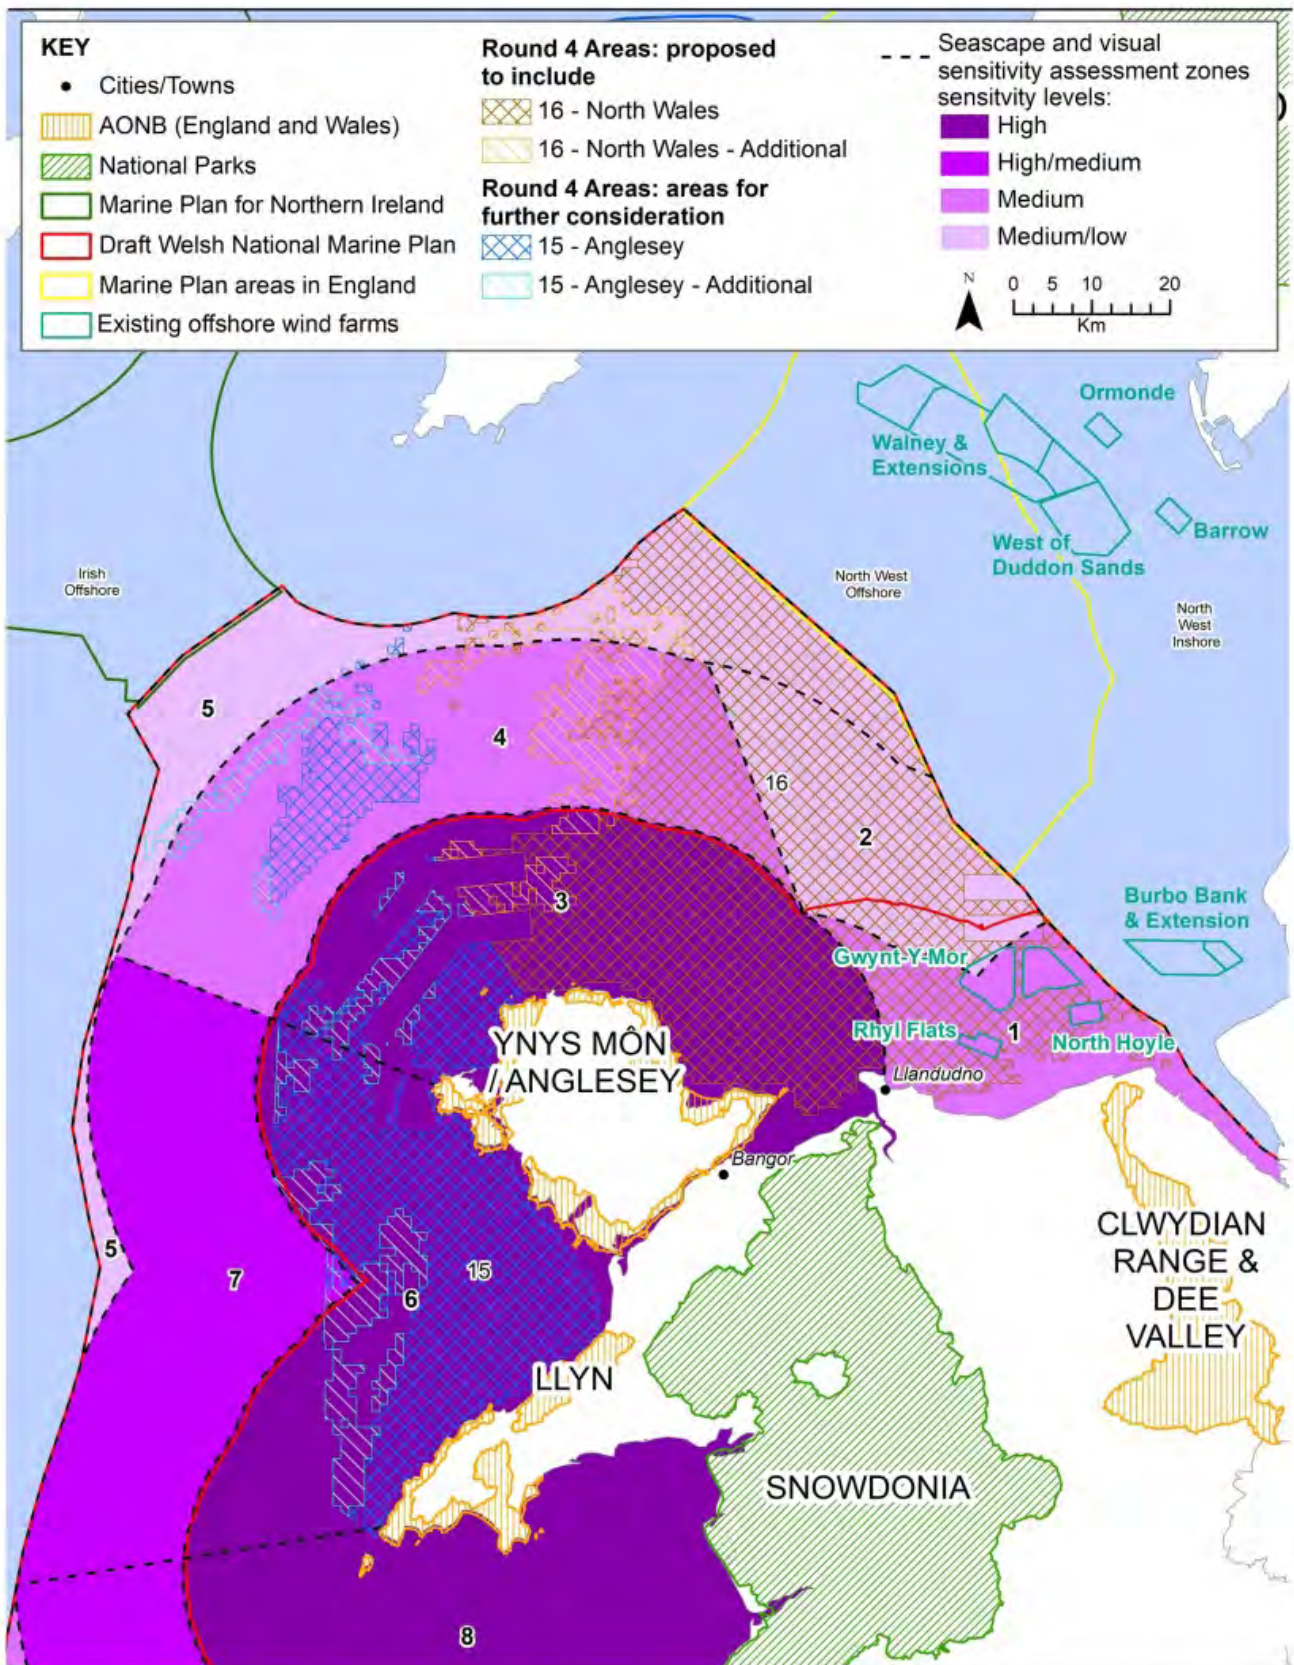 KEY
Cities/Towns
AONB (England and Wales)
National Parks
Marine Plan for Northern Ireland
Draft Welsh National Marine Plan
Marine Plan areas in England
Existing offshore wind farms
Round 4 Areas: proposed
to include
16 - North Wales
16 - North Wales - Additional
Round 4 Areas: areas for
further consideration
15 - Anglesey
15 - Anglesey - Additional
Seascape and visual
sensitivity assessment zones
sensitvity levels:
High
High/medium
Medium
Medium/low
N
0 5 10 20
Km
Ormonde
Walney &
Extensions
Barrow
West of
Duddon Sands
Irish
Offshore
North West
Offshore
North
West
Inshore
5
4
16
2
3
Burbo Bank
& Extension
Gwynt-Y-Mor
Rhyl Flats
1
North Hoyle
YNYS MÔN
/ ANGLESEY
Llandudno
Bangor
CLWYDIAN
RANGE &
DEE
VALLEY
5
7
6
15
LLYN
SNOWDONIA
8